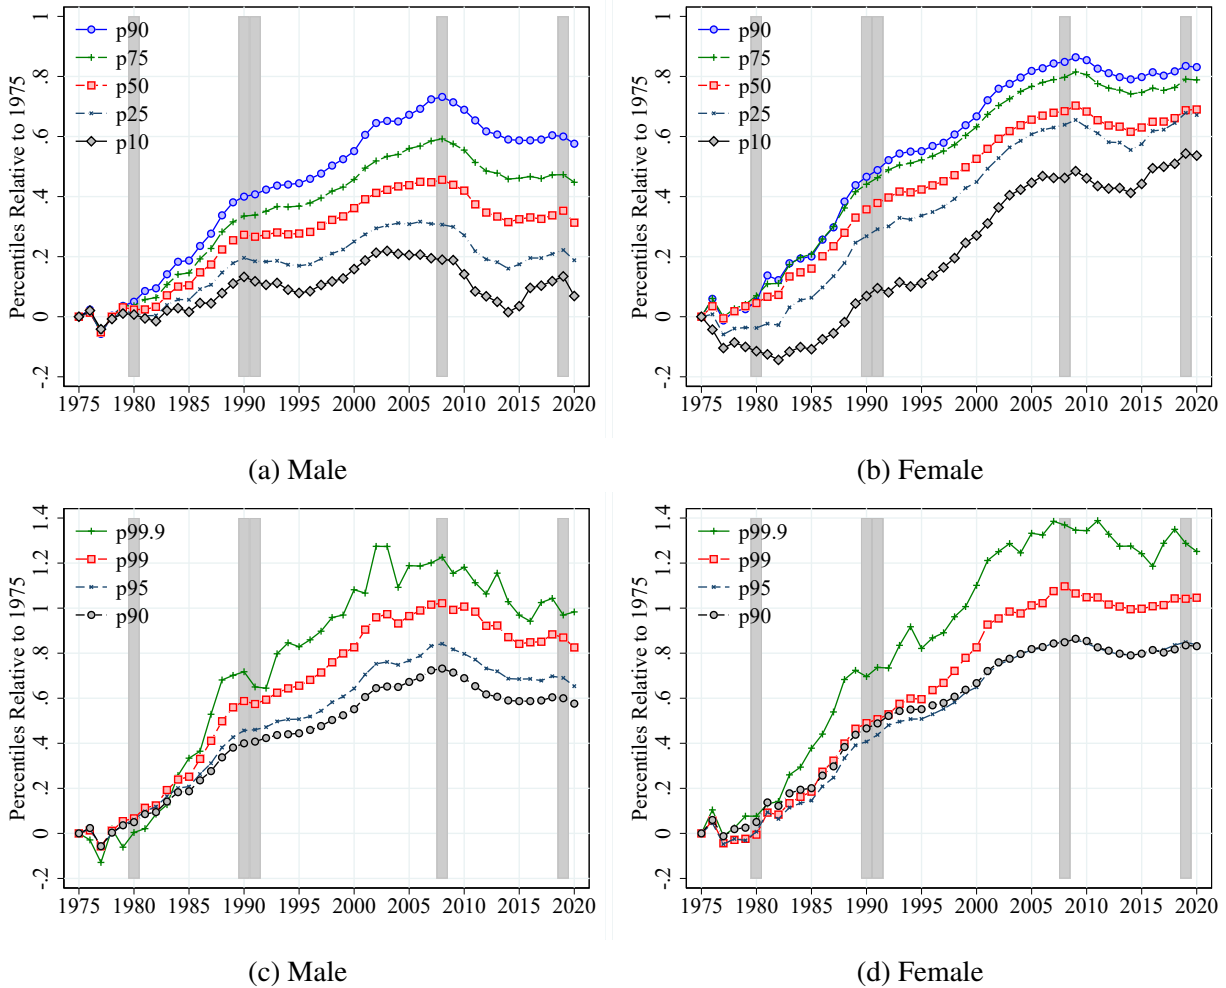 Percentiles Relative to 1975
1
.8
.6
.4
.2
0
-.2
p90
p75
p50
p25
p10
1975 1980 1985 1990 1995 2000 2005 2010 2015 2020
(a) Male
Percentiles Relative to 1975
1
.8
.6
.4
.2
0
-.2
p90
p75
p50
p25
p10
1975 1980 1985 1990 1995 2000 2005 2010 2015 2020
(b) Female
Percentiles Relative to 1975
1.4
1.2
1
.8
.6
.4
.2
0
-.2
p99.9
p99
p95
p90
1975 1980 1985 1990 1995 2000 2005 2010 2015 2020
(c) Male
Percentiles Relative to 1975
1.4
1.2
1
.8
.6
.4
.2
0
-.2
p99.9
p99
p95
p90
1975 1980 1985 1990 1995 2000 2005 2010 2015 2020
(d) Female